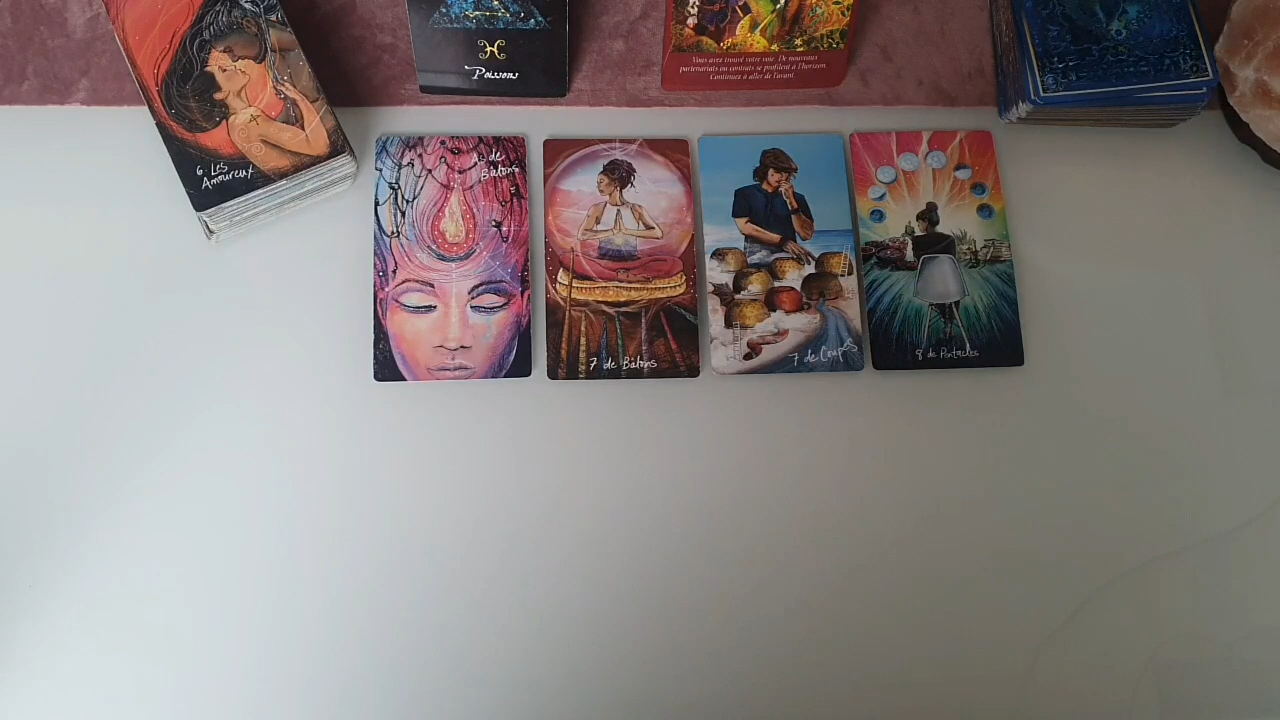 6. Les
Amoureux
Poissons
Vous avez trouvé votre voie. De nouveaux
partenariats ou contrats se profilent à l'horizon.
Continuez à aller de l'avant.
As de
Bâtons
7 de Bâtons
7 de Coupes
8 de Pentacles